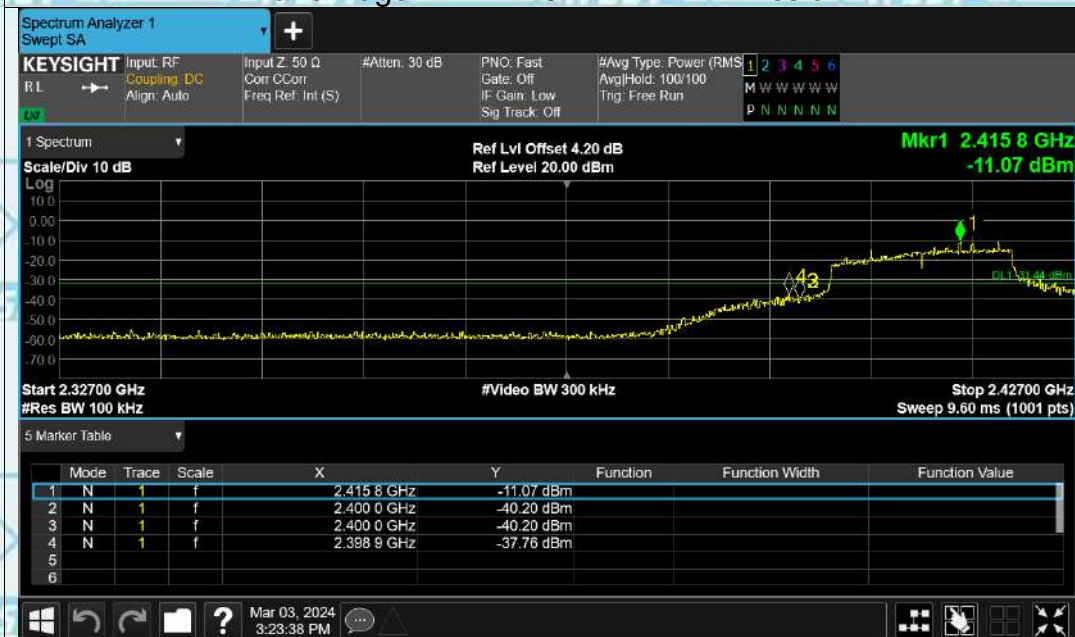 Spectrum Analyzer 1
Swept SA
+
KEYSIGHT Input: RF Input Z: 50 Ω #Atten: 30 dB PNO: Fast #Avg Type: Power (RMS 1 2 3 4 5 6
RL Coupling: DC Corr CCorr Gate: Off Avg|Hold: 100/100 M W W W W W
Align: Auto Freq Ref: Int (S) IF Gain: Low Trig: Free Run
LXI Sig Track: Off P N N N N N
1 Spectrum Ref Lvl Offset 4.20 dB Mkr1 2.415 8 GHz
Scale/Div 10 dB Ref Level 20.00 dBm -11.07 dBm
Log
10.0
0.00
1
-10.0
-20.0
-30.0 4 3 DL1 -31.44 dBm
-40.0
-50.0
-60.0
-70.0
Start 2.32700 GHz #Video BW 300 kHz Stop 2.42700 GHz
#Res BW 100 kHz Sweep 9.60 ms (1001 pts)
5 Marker Table
Mode Trace Scale X Y Function Function Width Function Value
1 N 1 f 2.415 8 GHz -11.07 dBm
2 N 1 f 2.400 0 GHz -40.20 dBm
3 N 1 f 2.400 0 GHz -40.20 dBm
4 N 1 f 2.398 9 GHz -37.76 dBm
5
6
? Mar 03, 2024
3:23:38 PM